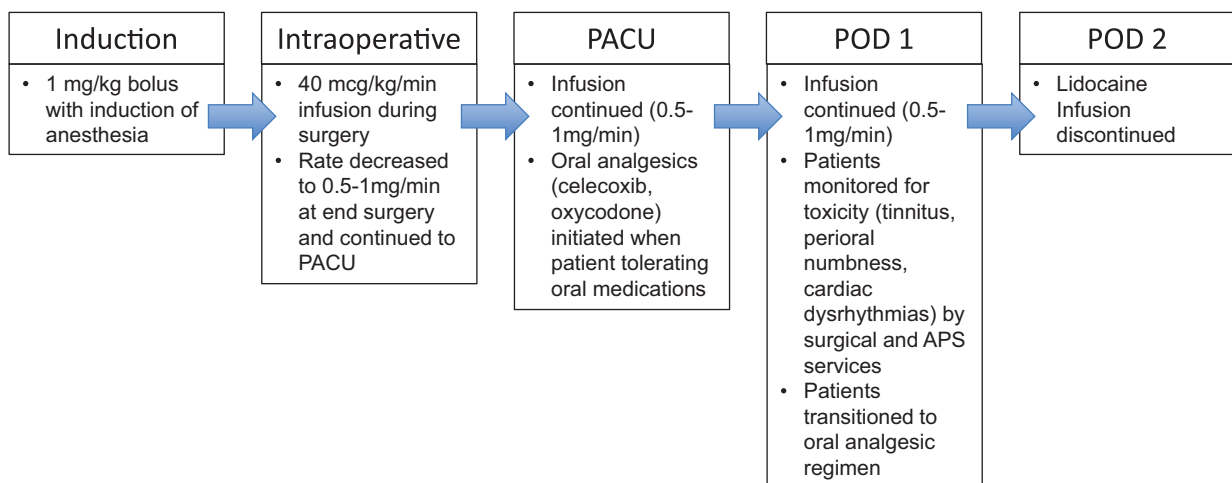 Induction
• 1 mg/kg bolus
with induction of
anesthesia
Intraoperative
• 40 mcg/kg/min
infusion during
surgery
• Rate decreased
to 0.5-1mg/min
at end surgery
and continued to
PACU
PACU
• Infusion
continued (0.5-
1mg/min)
• Oral analgesics
(celecoxib,
oxycodone)
initiated when
patient tolerating
oral medications
POD 1
• Infusion
continued (0.5-
1mg/min)
• Patients
monitored for
toxicity (tinnitus,
perioral
numbness,
cardiac
dysrhythmias) by
surgical and APS
services
• Patients
transitioned to
oral analgesic
regimen
POD 2
• Lidocaine
Infusion
discontinued